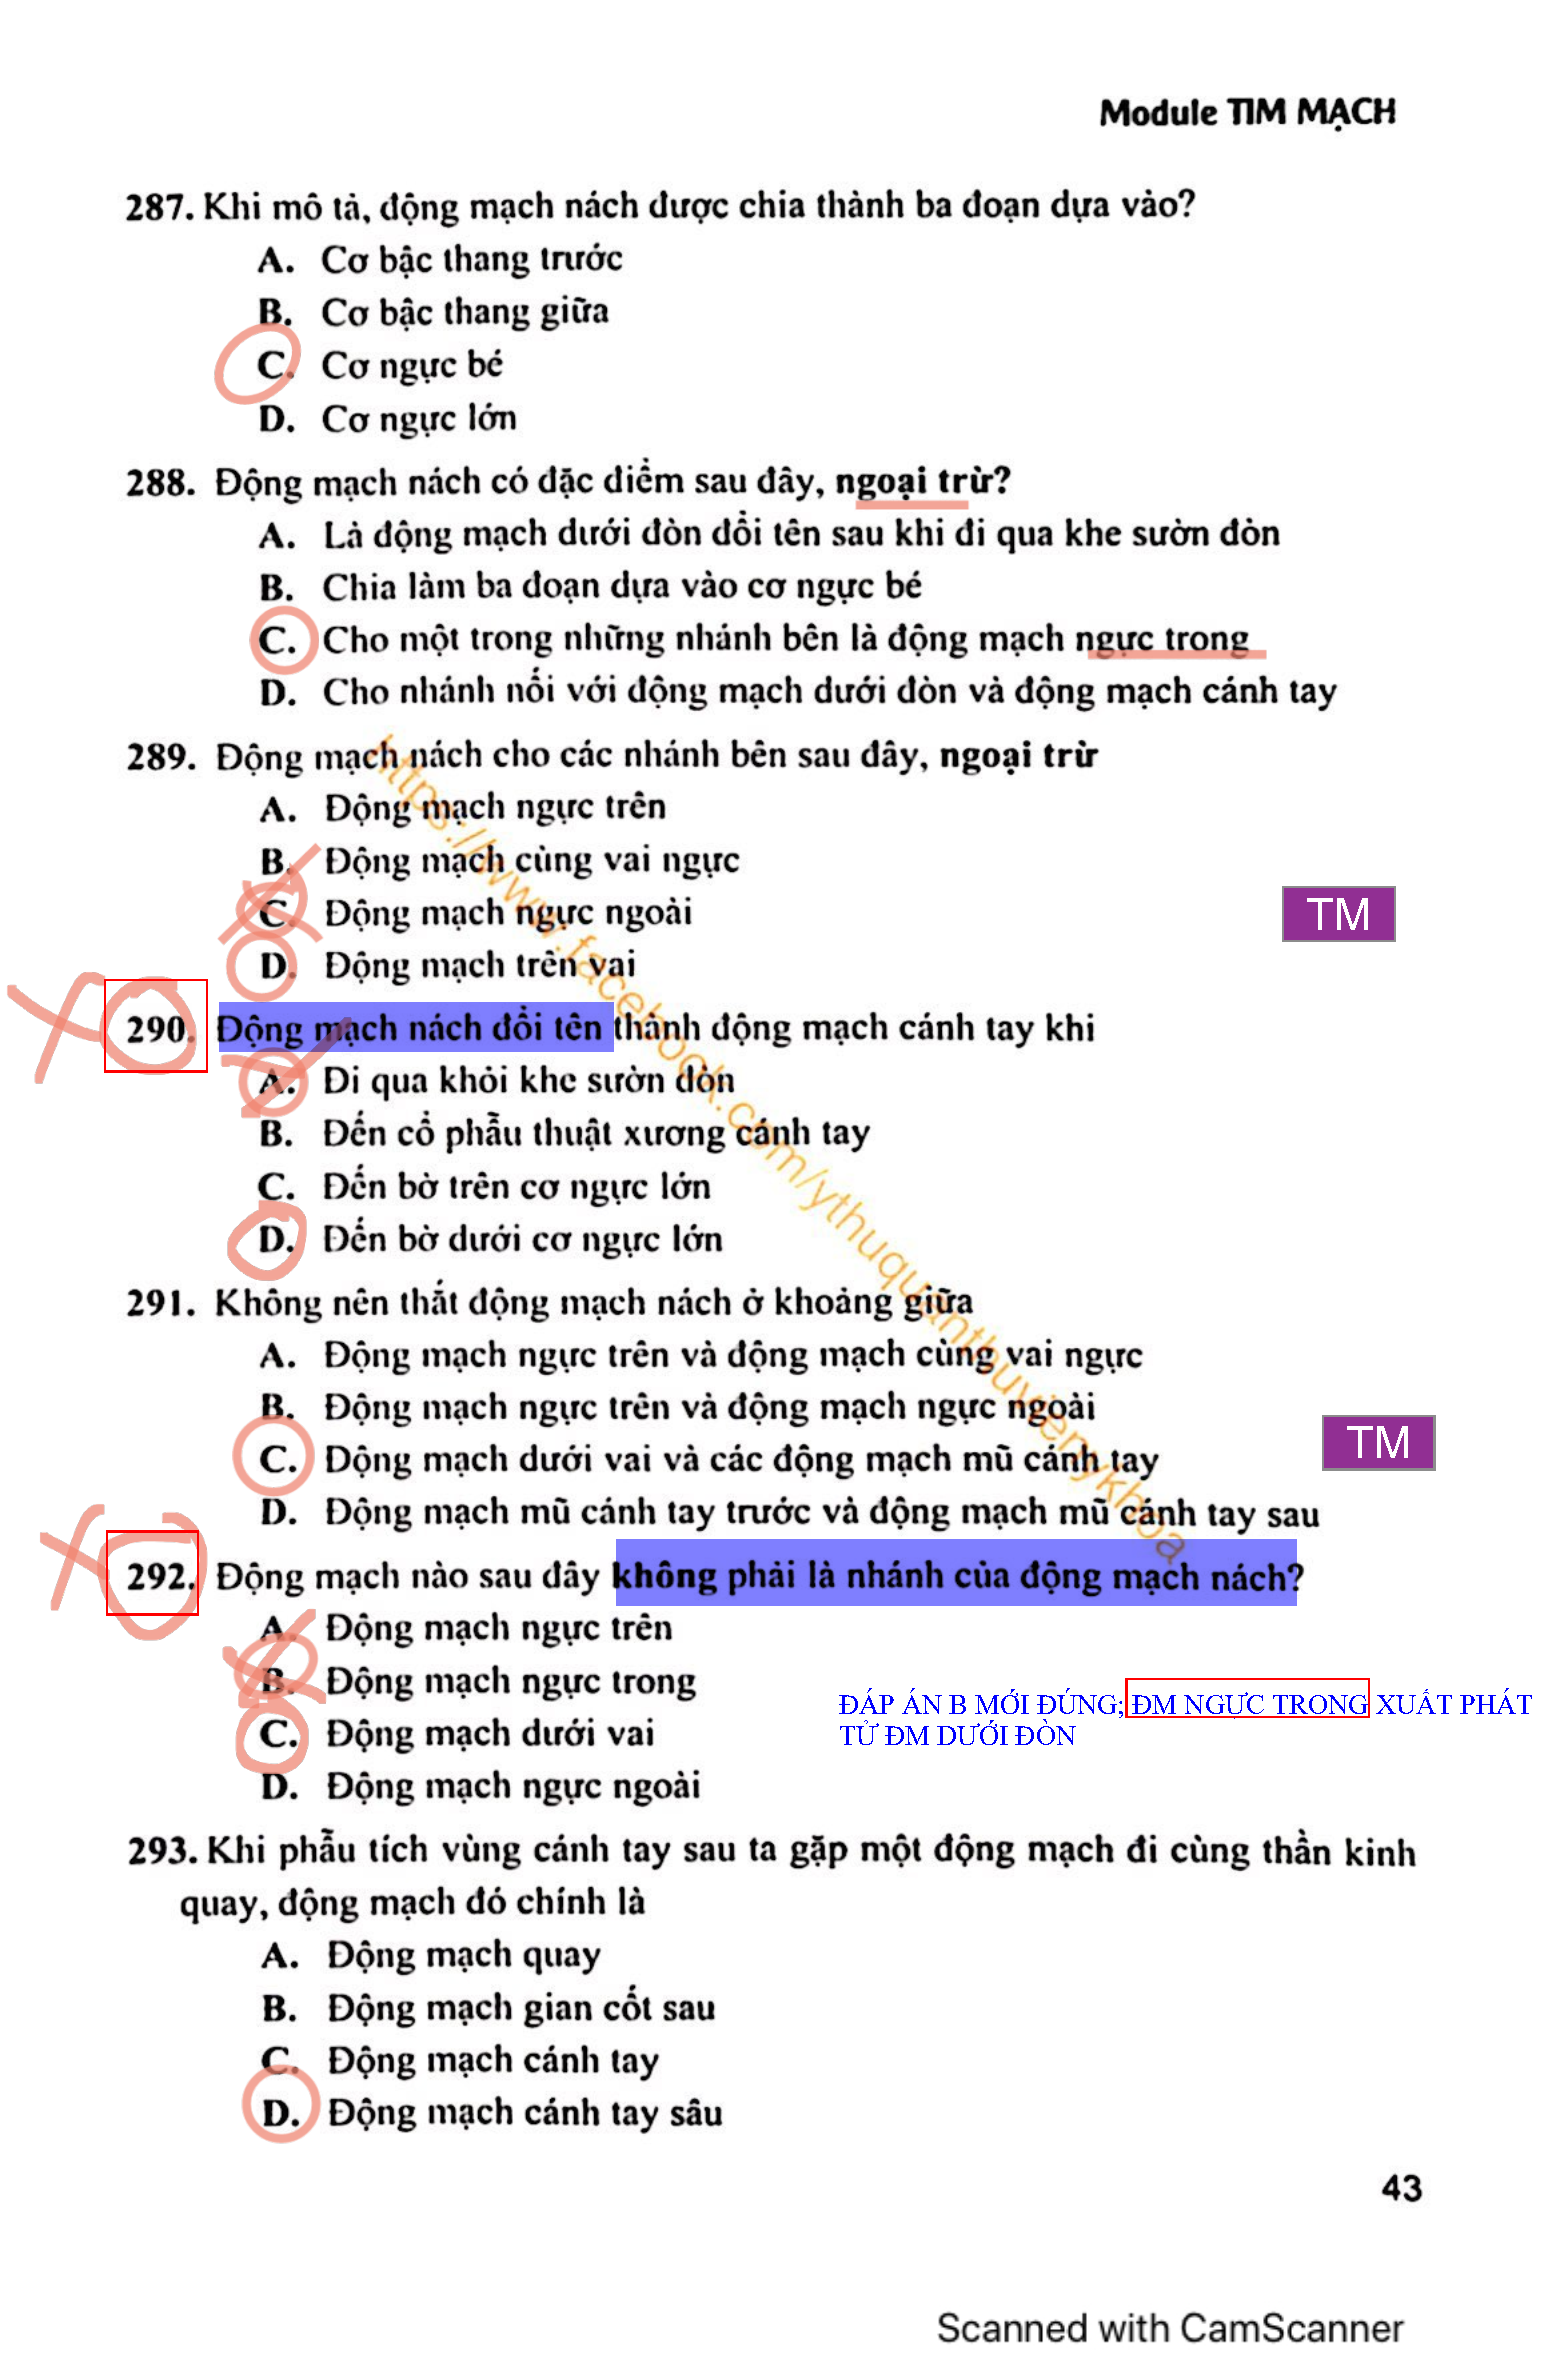 Module TIM MẠCH
287. Khi mô tả, động mạch nách được chia thành ba đoạn dựa vào?
A. Cơ bậc thang trước
B. Cơ bậc thang giữa
C. Cơ ngực bé
D. Cơ ngực lớn
288. Động mạch nách có đặc điểm sau đây, ngoại trừ?
A. Là động mạch dưới đòn đổi tên sau khi đi qua khe sườn đòn
B. Chia làm ba đoạn dựa vào cơ ngực bé
C. Cho một trong những nhánh bên là động mạch ngực trong
D. Cho nhánh nối với động mạch dưới đòn và động mạch cánh tay
289. Động mạch nách cho các nhánh bên sau đây, ngoại trừ
A. Động mạch ngực trên
B. Động mạch cùng vai ngực
C. Động mạch ngực ngoài
TM
D. Động mạch trên vai
290. Động mạch nách đổi tên thành động mạch cánh tay khi
A. Đi qua khỏi khe sườn đòn
B. Đến cổ phẫu thuật xương cánh tay
C. Đến bờ trên cơ ngực lớn
D. Đến bờ dưới cơ ngực lớn
291. Không nên thắt động mạch nách ở khoảng giữa
A. Động mạch ngực trên và động mạch cùng vai ngực
B. Động mạch ngực trên và động mạch ngực ngoài
TM
C. Động mạch dưới vai và các động mạch mũ cánh tay
D. Động mạch mũ cánh tay trước và động mạch mũ cánh tay sau
292. Động mạch nào sau đây không phải là nhánh của động mạch nách?
A. Động mạch ngực trên
B. Động mạch ngực trong
ĐÁP ÁN B MỚI ĐÚNG; ĐM NGỰC TRONG XUẤT PHÁT
TỪ ĐM DƯỚI ĐÒN
C. Động mạch dưới vai
D. Động mạch ngực ngoài
293. Khi phẫu tích vùng cánh tay sau ta gặp một động mạch đi cùng thần kinh
quay, động mạch đó chính là
A. Động mạch quay
B. Động mạch gian cốt sau
C. Động mạch cánh tay
D. Động mạch cánh tay sâu
https://www.facebook.com/ythuquanthuvienykhoa
43
Scanned with CamScanner